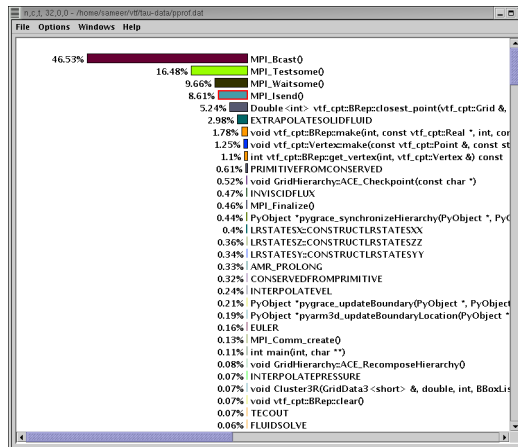 n,c,t, 32,0,0 - /home/sameer/vtf/tau-data/pprof.dat
File Options Windows Help
46.53% MPI_Bcast()
16.48% MPI_Testsome()
9.66% MPI_Waitsome()
8.61% MPI_Isend()
5.24% Double<int> vtf_cpt::BRep::closest_point(vtf_cpt::Grid &,
2.98% EXTRAPOLATESOLIDFLUID
1.78% void vtf_cpt::BRep::make(int, const vtf_cpt::Real *, int, con
1.25% void vtf_cpt::Vertex::make(const vtf_cpt::Point &, const st
1.1% int vtf_cpt::BRep::get_vertex(int, vtf_cpt::Vertex &) const
0.61% PRIMITIVEFROMCONSERVED
0.52% void GridHierarchy::ACE_Checkpoint(const char *)
0.47% INVISCIDFLUX
0.46% MPI_Finalize()
0.44% PyObject *pygrace_synchronizeHierarchy(PyObject *, PyO
0.4% LRSTATESX::CONSTRUCTLRSTATESXX
0.36% LRSTATESZ::CONSTRUCTLRSTATESZZ
0.34% LRSTATESY::CONSTRUCTLRSTATESYY
0.33% AMR_PROLONG
0.32% CONSERVEDFROMPRIMITIVE
0.24% INTERPOLATEVEL
0.21% PyObject *pygrace_updateBoundary(PyObject *, PyObject
0.19% PyObject *pyarm3d_updateBoundaryLocation(PyObject *
0.16% EULER
0.13% MPI_Comm_create()
0.11% int main(int, char **)
0.08% void GridHierarchy::ACE_RecomposeHierarchy()
0.07% INTERPOLATEPRESSURE
0.07% void Cluster3R(GridData3<short> &, double, int, BBoxLis
0.07% void vtf_cpt::BRep::clear()
0.07% TECOUT
0.06% FLUIDSOLVE